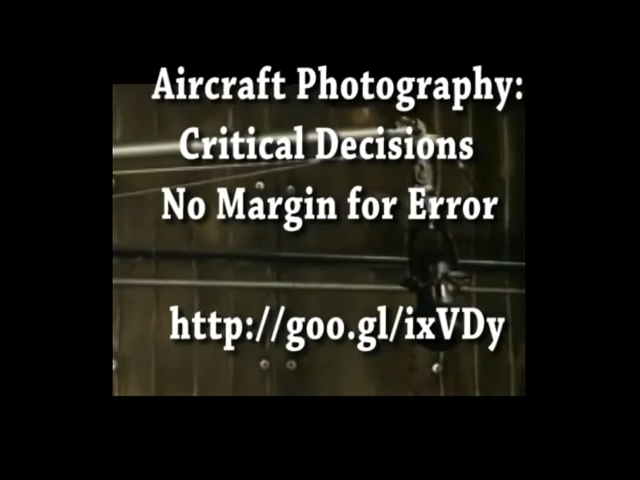 Aircraft Photography:
Critical Decisions
No Margin for Error
http://goo.gl/ixVDy